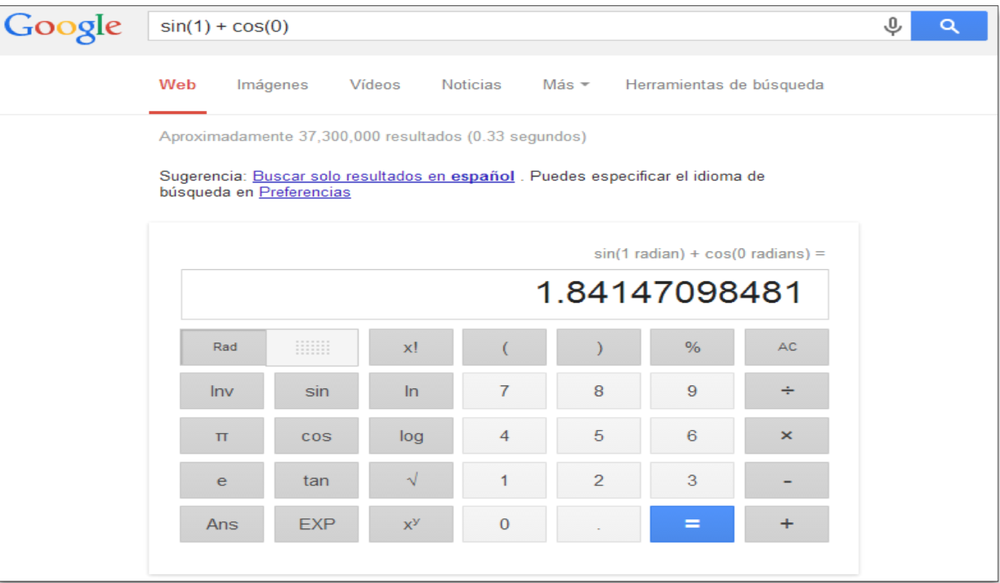 Google sin(1) + cos(0)
Web Imágenes Vídeos Noticias Más Herramientas de búsqueda
Aproximadamente 37,300,000 resultados (0.33 segundos)
Sugerencia: Buscar solo resultados en español . Puedes especificar el idioma de
búsqueda en Preferencias
sin(1 radian) + cos(0 radians) =
1.84147098481
Rad x! ( ) % AC
Inv sin ln 7 8 9 ÷
π cos log 4 5 6 ×
e tan √ 1 2 3 -
Ans EXP xʸ 0 . = +